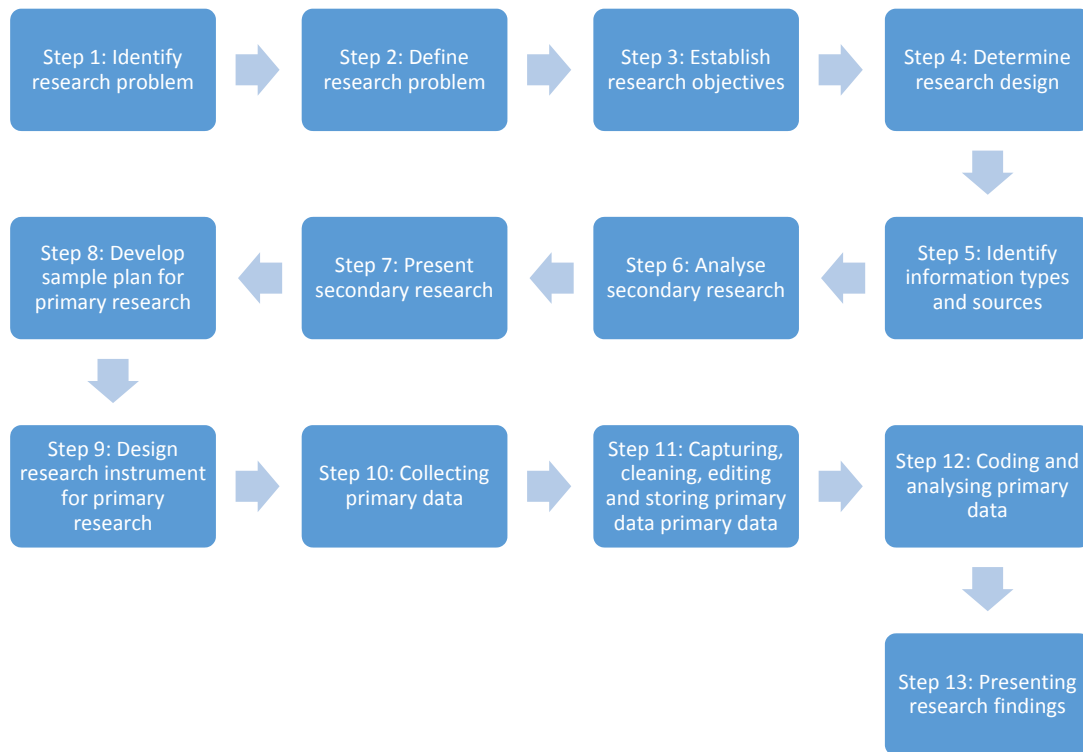 Step 1: Identify
research problem
Step 2: Define
research problem
Step 3: Establish
research objectives
Step 4: Determine
research design
Step 5: Identify
information types
and sources
Step 6: Analyse
secondary research
Step 7: Present
secondary research
Step 8: Develop
sample plan for
primary research
Step 9: Design
research instrument
for primary
research
Step 10: Collecting
primary data
Step 11: Capturing,
cleaning, editing
and storing primary
data primary data
Step 12: Coding and
analysing primary
data
Step 13: Presenting
research findings